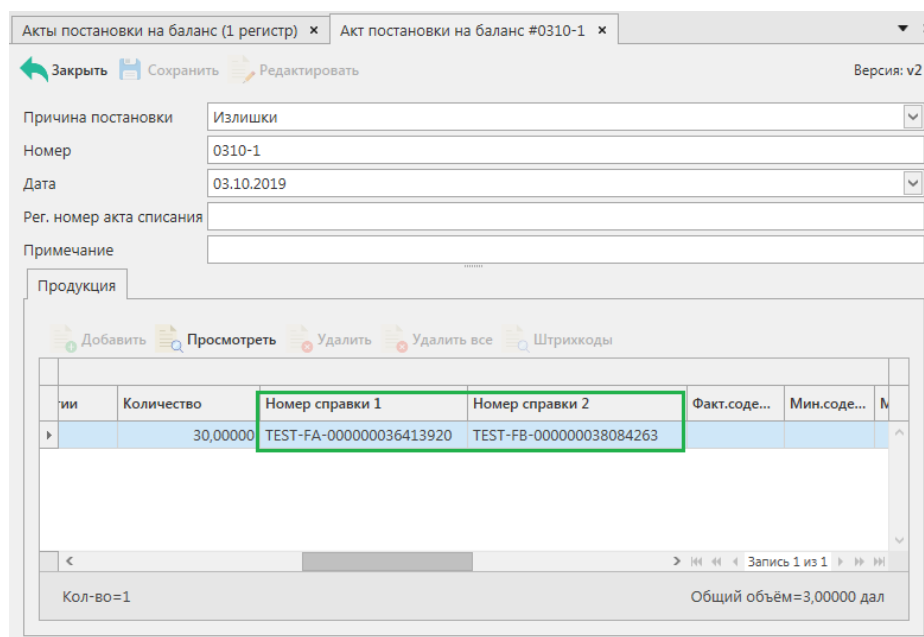 Акты постановки на баланс (1 регистр) × Акт постановки на баланс #0310-1 ×
Закрыть Сохранить Редактировать Версия: v2
Причина постановки Излишки
Номер 0310-1
Дата 03.10.2019
Рег. номер акта списания
Примечание
Продукция
Добавить Просмотреть Удалить Удалить все Штрихкоды
Количество Номер справки 1 Номер справки 2 Факт.соде... Мин.соде...
30,00000 TEST-FA-000000036413920 TEST-FB-000000038084263
Запись 1 из 1
Кол-во=1 Общий объём=3,00000 дал